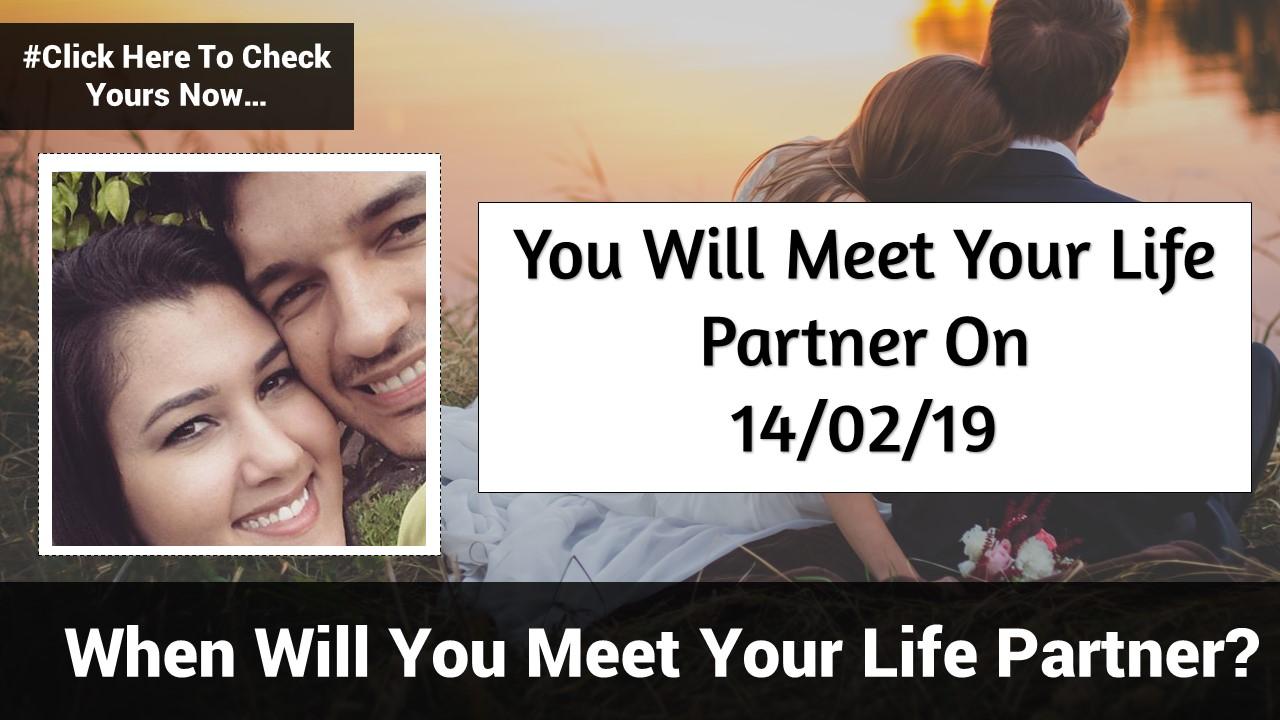 #Click Here To Check
Yours Now...
You Will Meet Your Life
Partner On
14/02/19
When Will You Meet Your Life Partner?